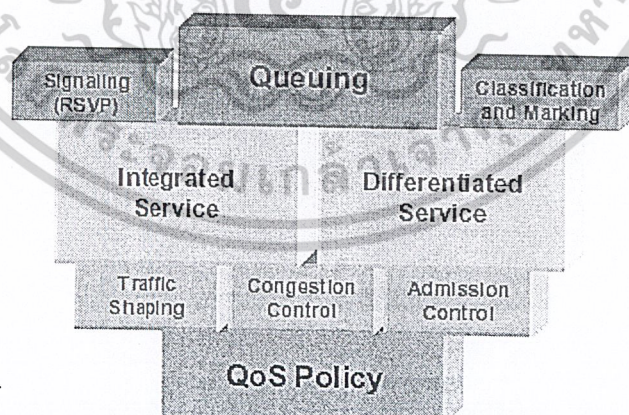 Signaling
(RSVP)
Queuing
Classification
and Marking
Integrated
Service
Differentiated
Service
Traffic
Shaping
Congestion
Control
Admission
Control
QoS Policy